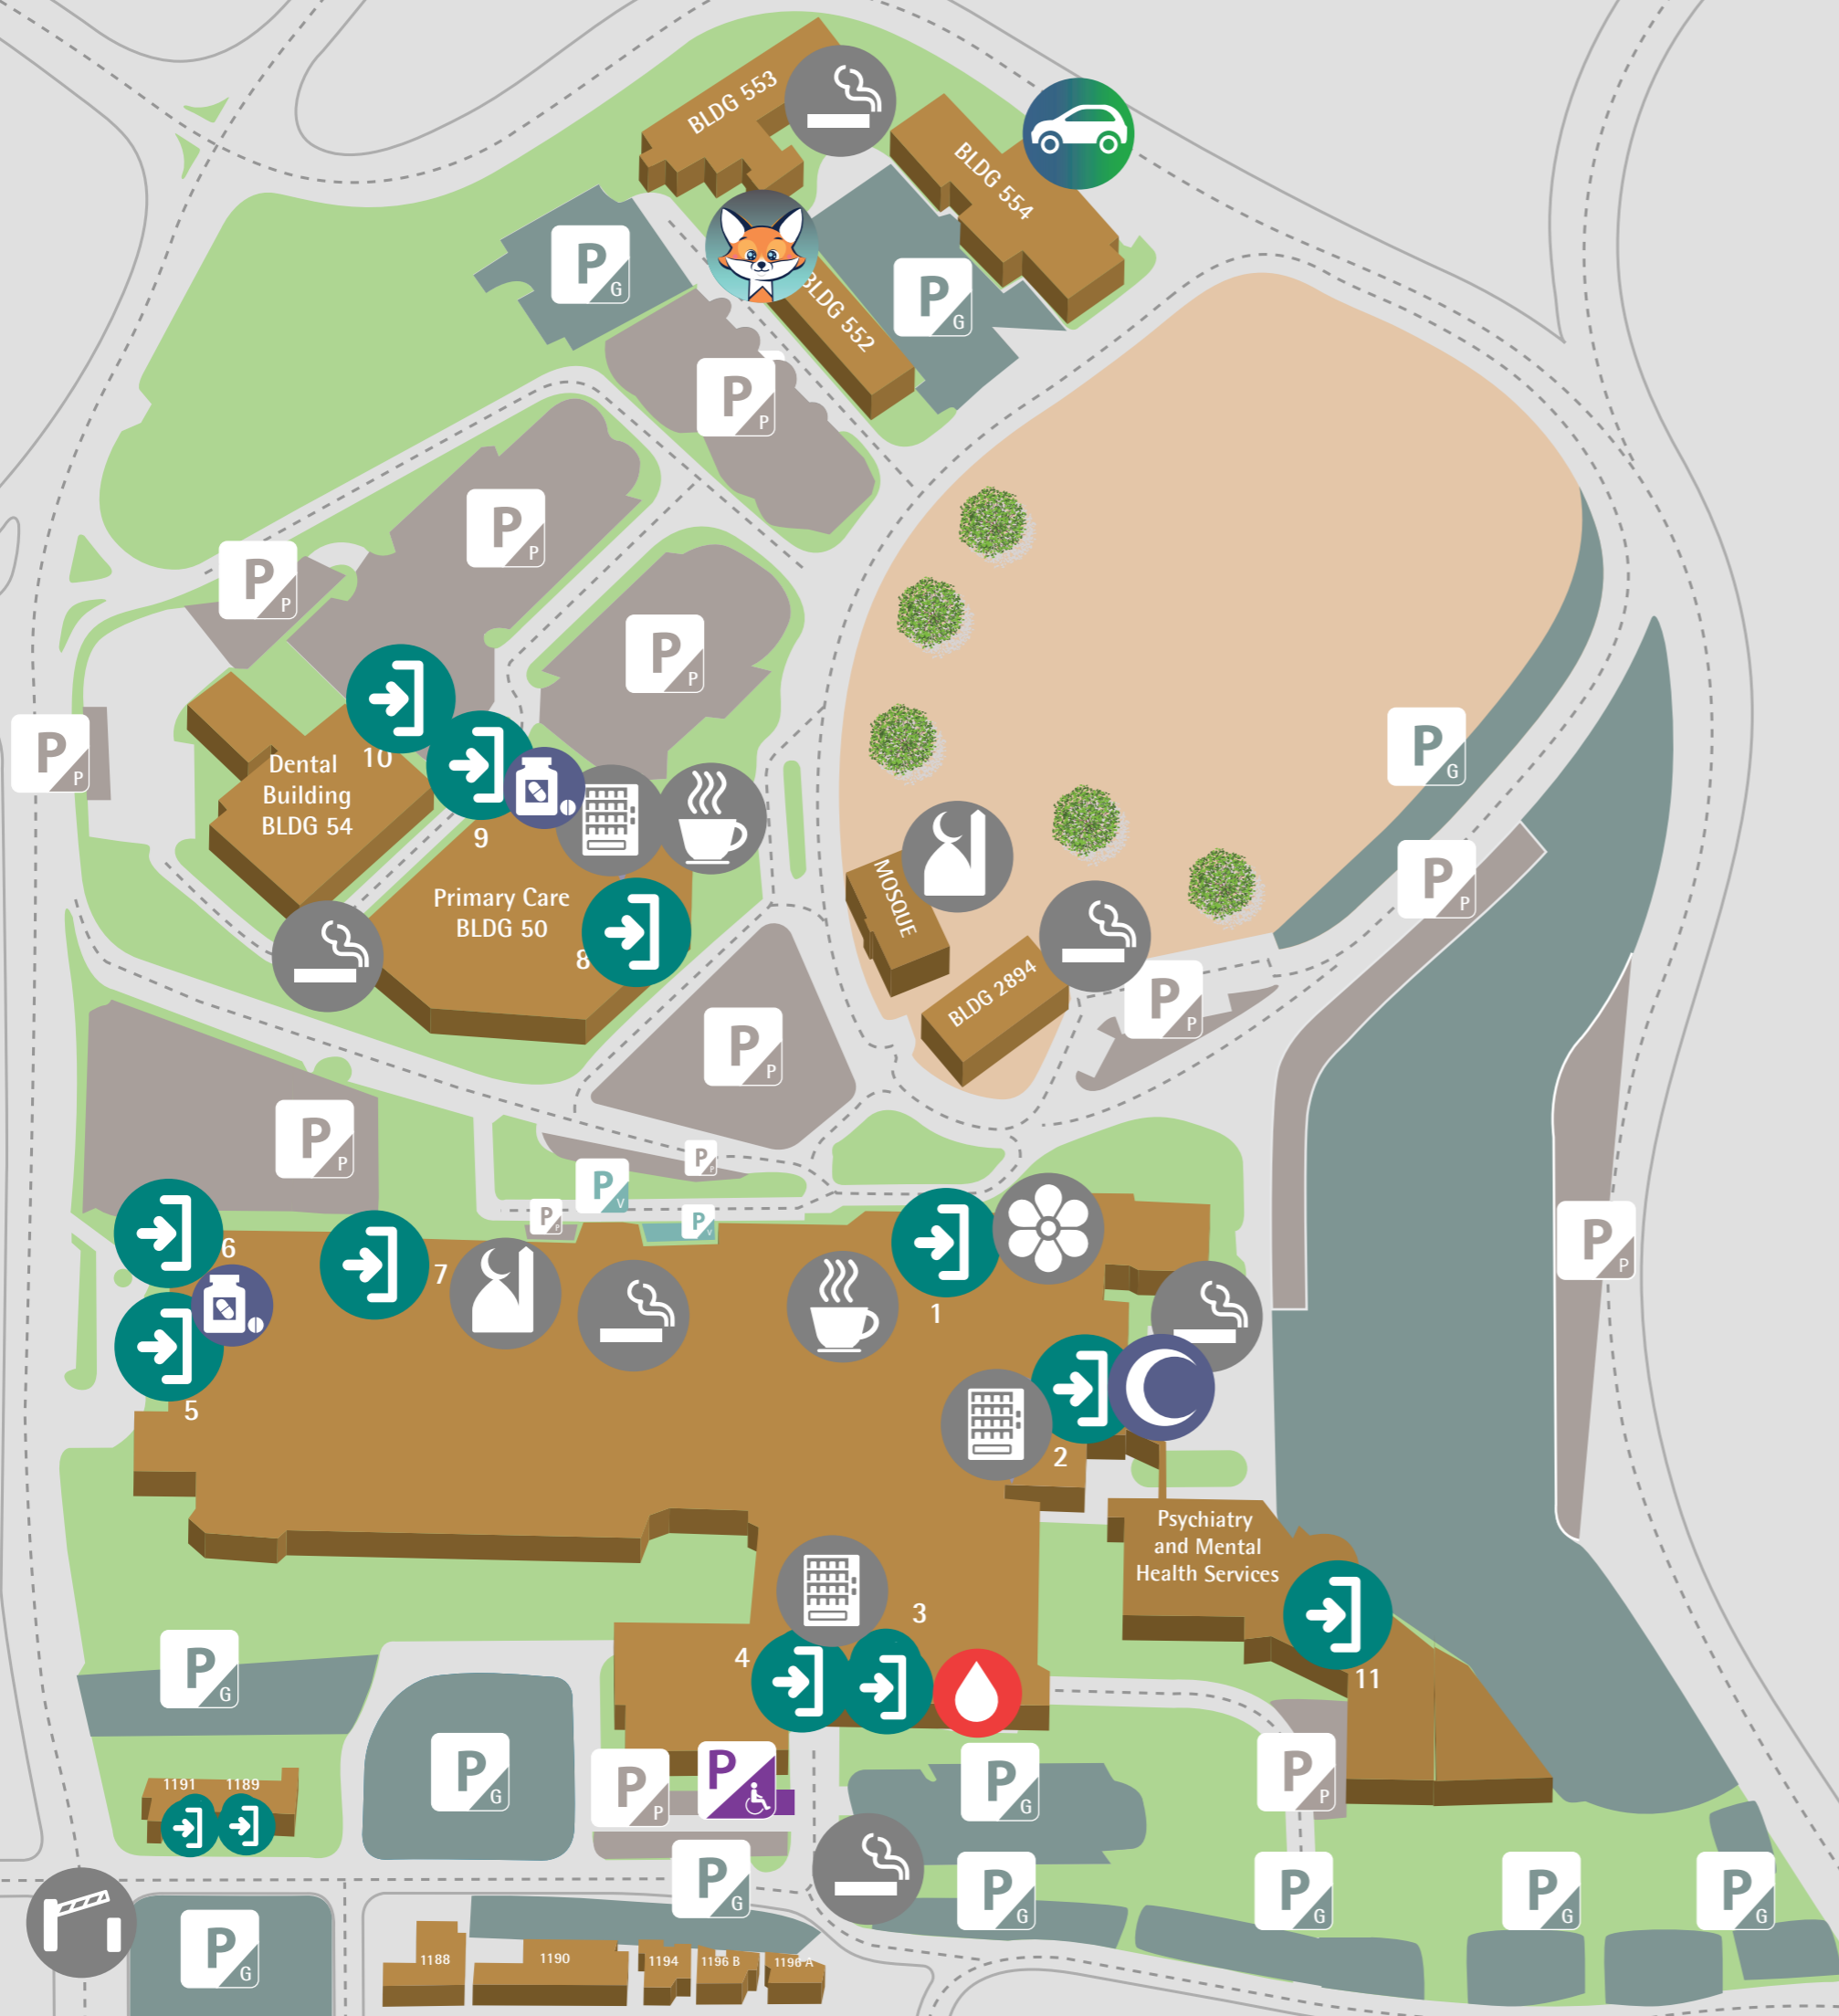 BLDG 553
BLDG 554
P G
BLDG 552
P G
P P
P P
P P
P P
P P
10
Dental
Building
BLDG 54
9
P G
P P
Primary Care
BLDG 50
8
MOSQUE
BLDG 2894
P P
P P
P P
P P
P V
P P
P V
P P
6
7
1
5
2
Psychiatry
and Mental
Health Services
3
4
11
P G
P G
P P
P
P G
P P
1191
1189
P G
P G
P G
P G
P G
P G
1188
1190
1194
1196 B
1196 A